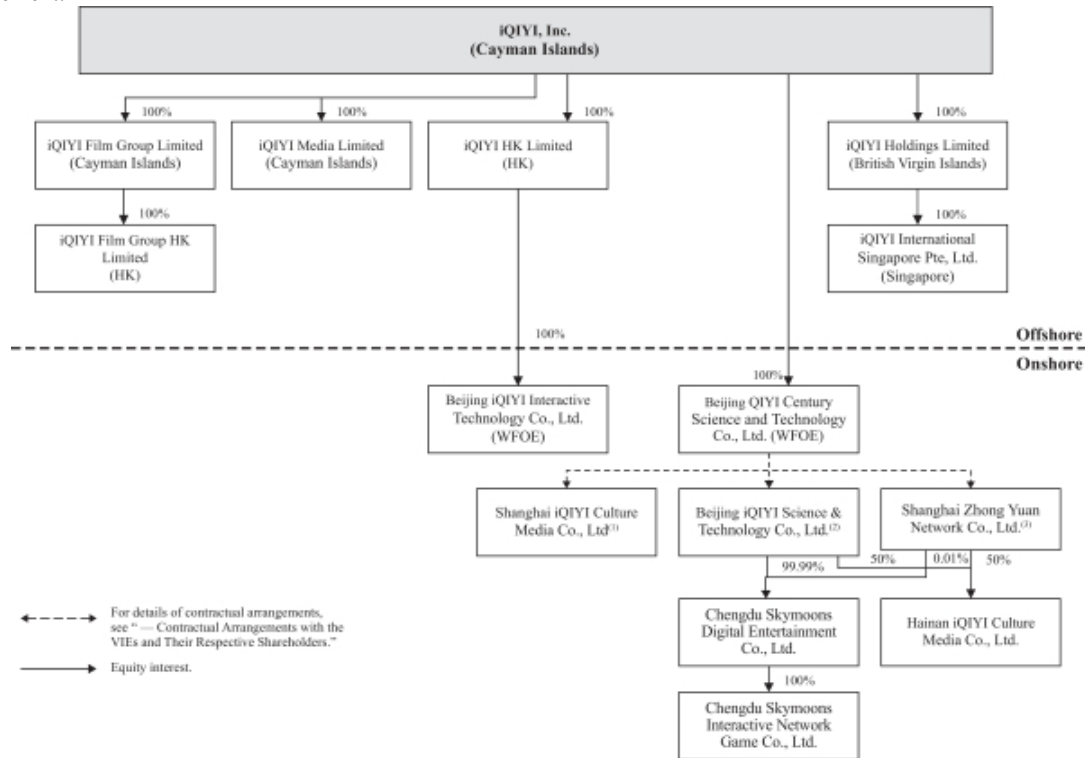 iQIYI, Inc.
(Cayman Islands)
100%
100%
100%
100%
iQIYI Film Group Limited
(Cayman Islands)
iQIYI Media Limited
(Cayman Islands)
iQIYI HK Limited
(HK)
iQIYI Holdings Limited
(British Virgin Islands)
100%
100%
iQIYI Film Group HK
Limited
(HK)
iQIYI International
Singapore Pte, Ltd.
(Singapore)
100%
Offshore
Onshore
100%
Beijing iQIYI Interactive
Technology Co., Ltd.
(WFOE)
Beijing QIYI Century
Science and Technology
Co., Ltd. (WFOE)
Shanghai iQIYI Culture
Media Co., Ltd(1)
Beijing iQIYI Science &
Technology Co., Ltd.(2)
Shanghai Zhong Yuan
Network Co., Ltd.(3)
99.99%
50%
0.01%
50%
For details of contractual arrangements,
see “ — Contractual Arrangements with the
VIEs and Their Respective Shareholders.”
Equity interest.
Chengdu Skymoons
Digital Entertainment
Co., Ltd.
Hainan iQIYI Culture
Media Co., Ltd.
100%
Chengdu Skymoons
Interactive Network
Game Co., Ltd.